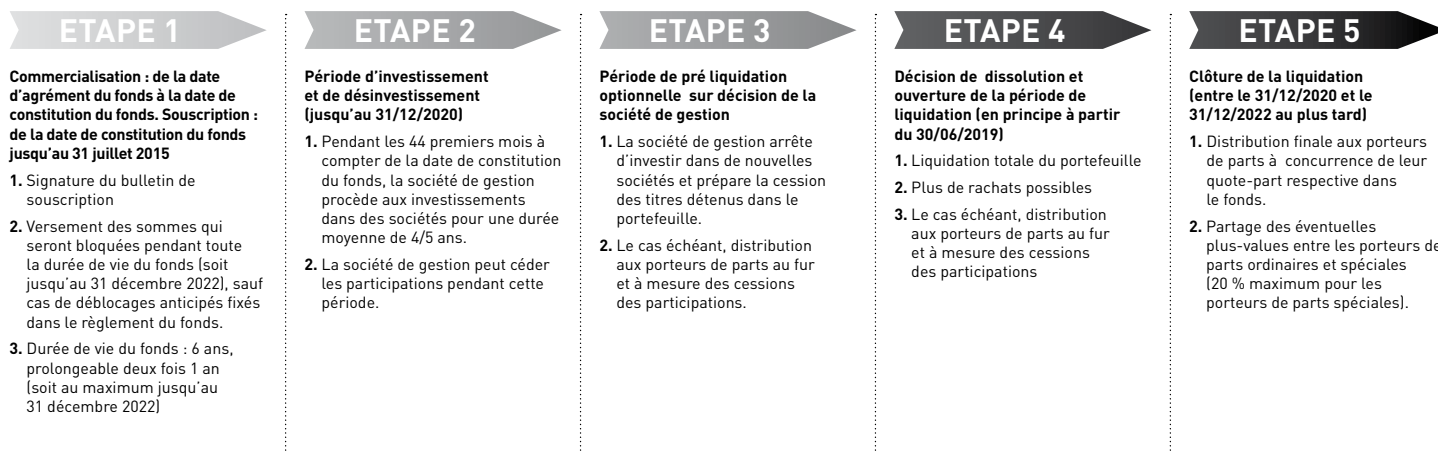 ETAPE 1
Commercialisation : de la date
d'agrément du fonds à la date de
constitution du fonds. Souscription :
de la date de constitution du fonds
jusqu'au 31 juillet 2015
1. Signature du bulletin de
souscription
2. Versement des sommes qui
seront bloquées pendant toute
la durée de vie du fonds (soit
jusqu'au 31 décembre 2022), sauf
cas de déblocages anticipés fixés
dans le règlement du fonds.
3. Durée de vie du fonds : 6 ans,
prolongeable deux fois 1 an
(soit au maximum jusqu'au
31 décembre 2022)
ETAPE 2
Période d'investissement
et de désinvestissement
(jusqu'au 31/12/2020)
1. Pendant les 44 premiers mois à
compter de la date de constitution
du fonds, la société de gestion
procède aux investissements
dans des sociétés pour une durée
moyenne de 4/5 ans.
2. La société de gestion peut céder
les participations pendant cette
période.
ETAPE 3
Période de pré liquidation
optionnelle sur décision de la
société de gestion
1. La société de gestion arrête
d'investir dans de nouvelles
sociétés et prépare la cession
des titres détenus dans le
portefeuille.
2. Le cas échéant, distribution
aux porteurs de parts au fur
et à mesure des cessions
des participations.
ETAPE 4
Décision de dissolution et
ouverture de la période de
liquidation (en principe à partir
du 30/06/2019)
1. Liquidation totale du portefeuille
2. Plus de rachats possibles
3. Le cas échéant, distribution
aux porteurs de parts au fur
et à mesure des cessions
des participations
ETAPE 5
Clôture de la liquidation
(entre le 31/12/2020 et le
31/12/2022 au plus tard)
1. Distribution finale aux porteurs
de parts à concurrence de leur
quote-part respective dans
le fonds.
2. Partage des éventuelles
plus-values entre les porteurs de
parts ordinaires et spéciales
(20 % maximum pour les
porteurs de parts spéciales).